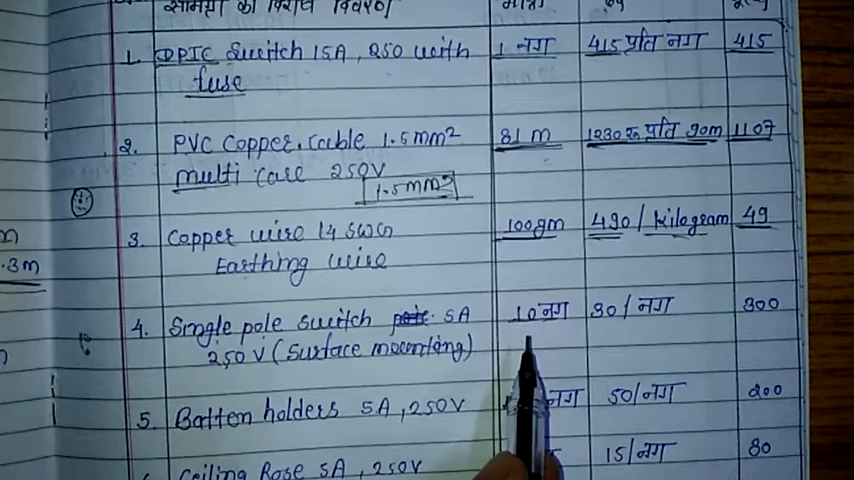 सामग्री का विशेष विवरण मात्रा दर मूल्य
1. DPIC Switch 15A, 250 with 1 नग 415 प्रति नग 415
fuse
2. PVC Copper. Cable 1.5mm² 81 m 1230 रू प्रति 90m 1107
multi care 250V
1.5mm²
3. Copper wire 14 SWG 100gm 490/ kilogram 49
Earthing wire
.3m
4. Single pole switch 5A 10 नग 30/ नग 300
250 V (Surface mounting)
5. Batten holders 5A, 250V नग 50/नग 200
Ceiling Rose 5A, 250V 15/नग 80